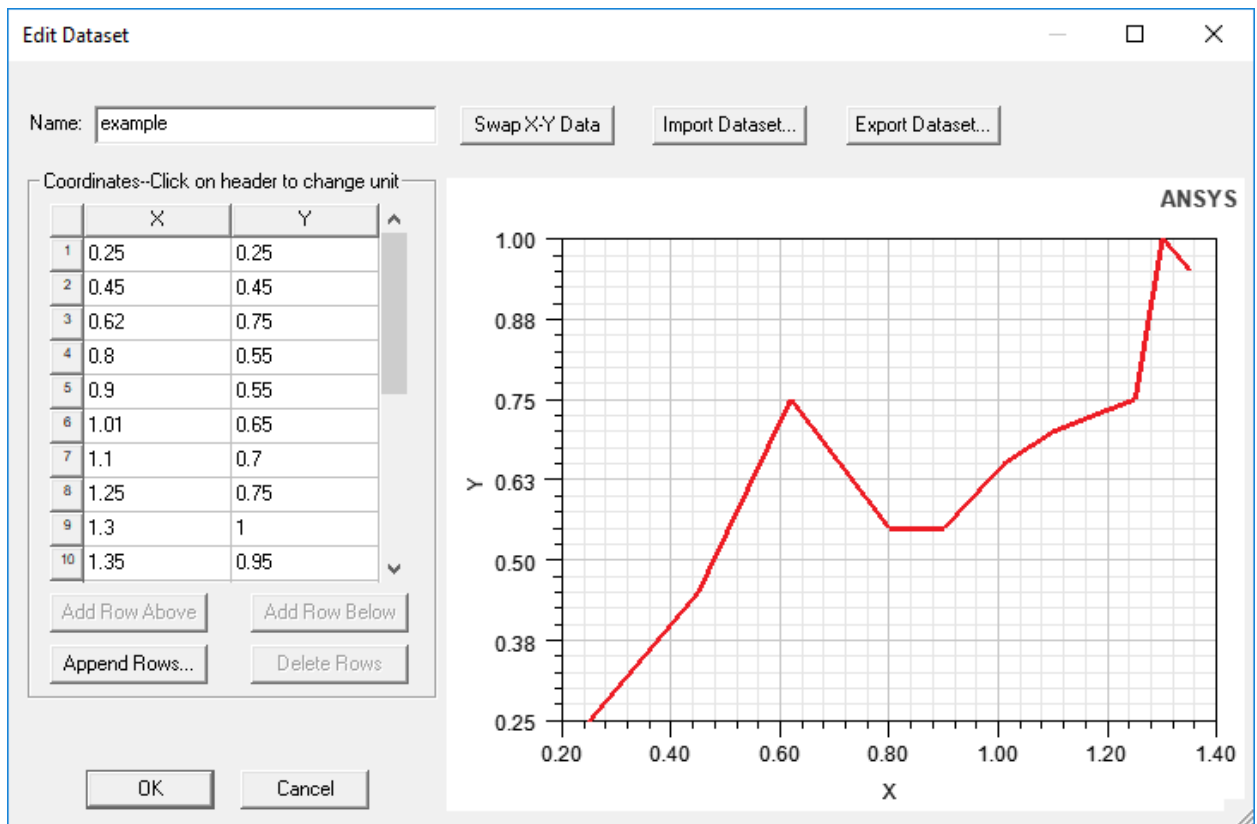 Edit Dataset
Name: example
Swap X-Y Data
Import Dataset...
Export Dataset...
Coordinates--Click on header to change unit
X Y
1 0.25 0.25
2 0.45 0.45
3 0.62 0.75
4 0.8 0.55
5 0.9 0.55
6 1.01 0.65
7 1.1 0.7
8 1.25 0.75
9 1.3 1
10 1.35 0.95
Add Row Above Add Row Below
Append Rows... Delete Rows
OK Cancel
ANSYS
1.00
0.88
0.75
0.63
0.50
0.38
0.25
Y
0.20 0.40 0.60 0.80 1.00 1.20 1.40
X